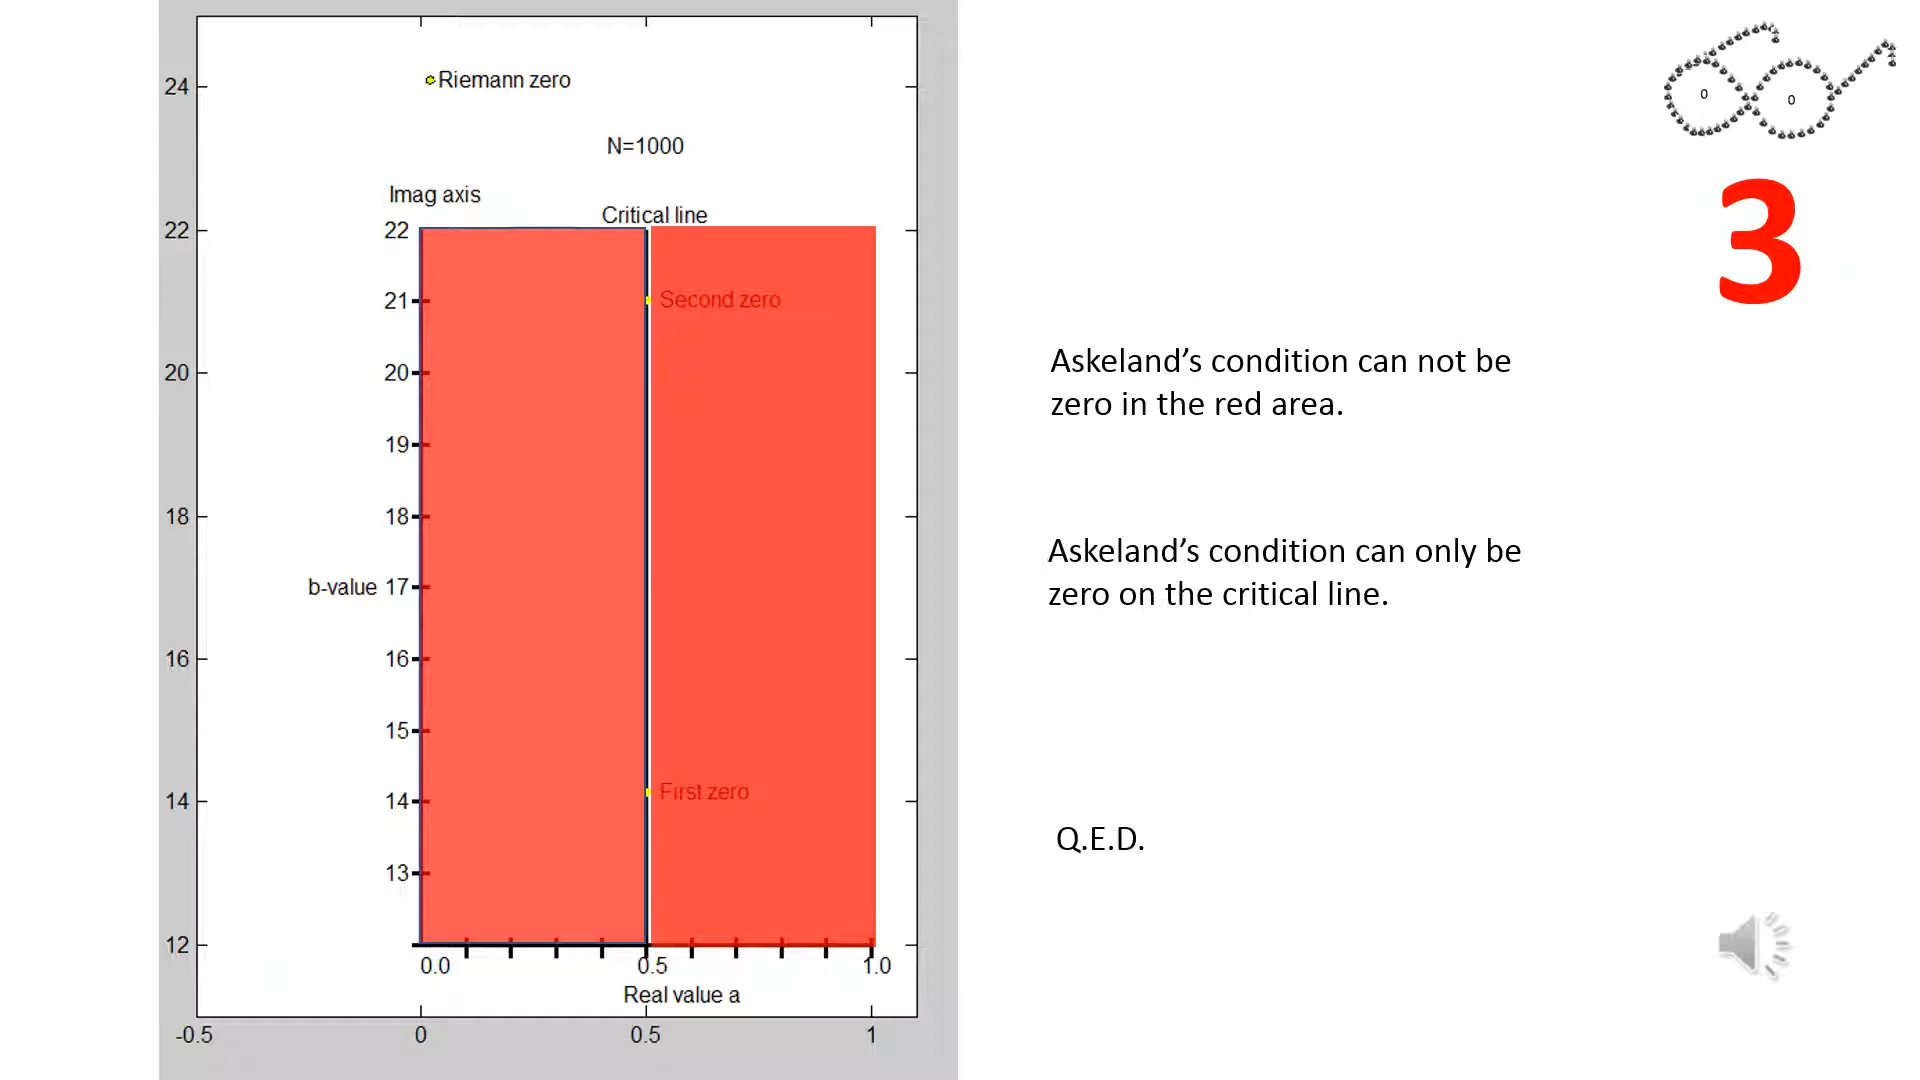 24
Riemann zero
N=1000
Imag axis
Critical line
22
22
21
Second zero
20
20
19
18
18
b-value 17
16
16
15
14
14
First zero
13
12
0.0
0.5
1.0
Real value a
-0.5
0
0.5
1
0
0
3
Askeland’s condition can not be
zero in the red area.
Askeland’s condition can only be
zero on the critical line.
Q.E.D.